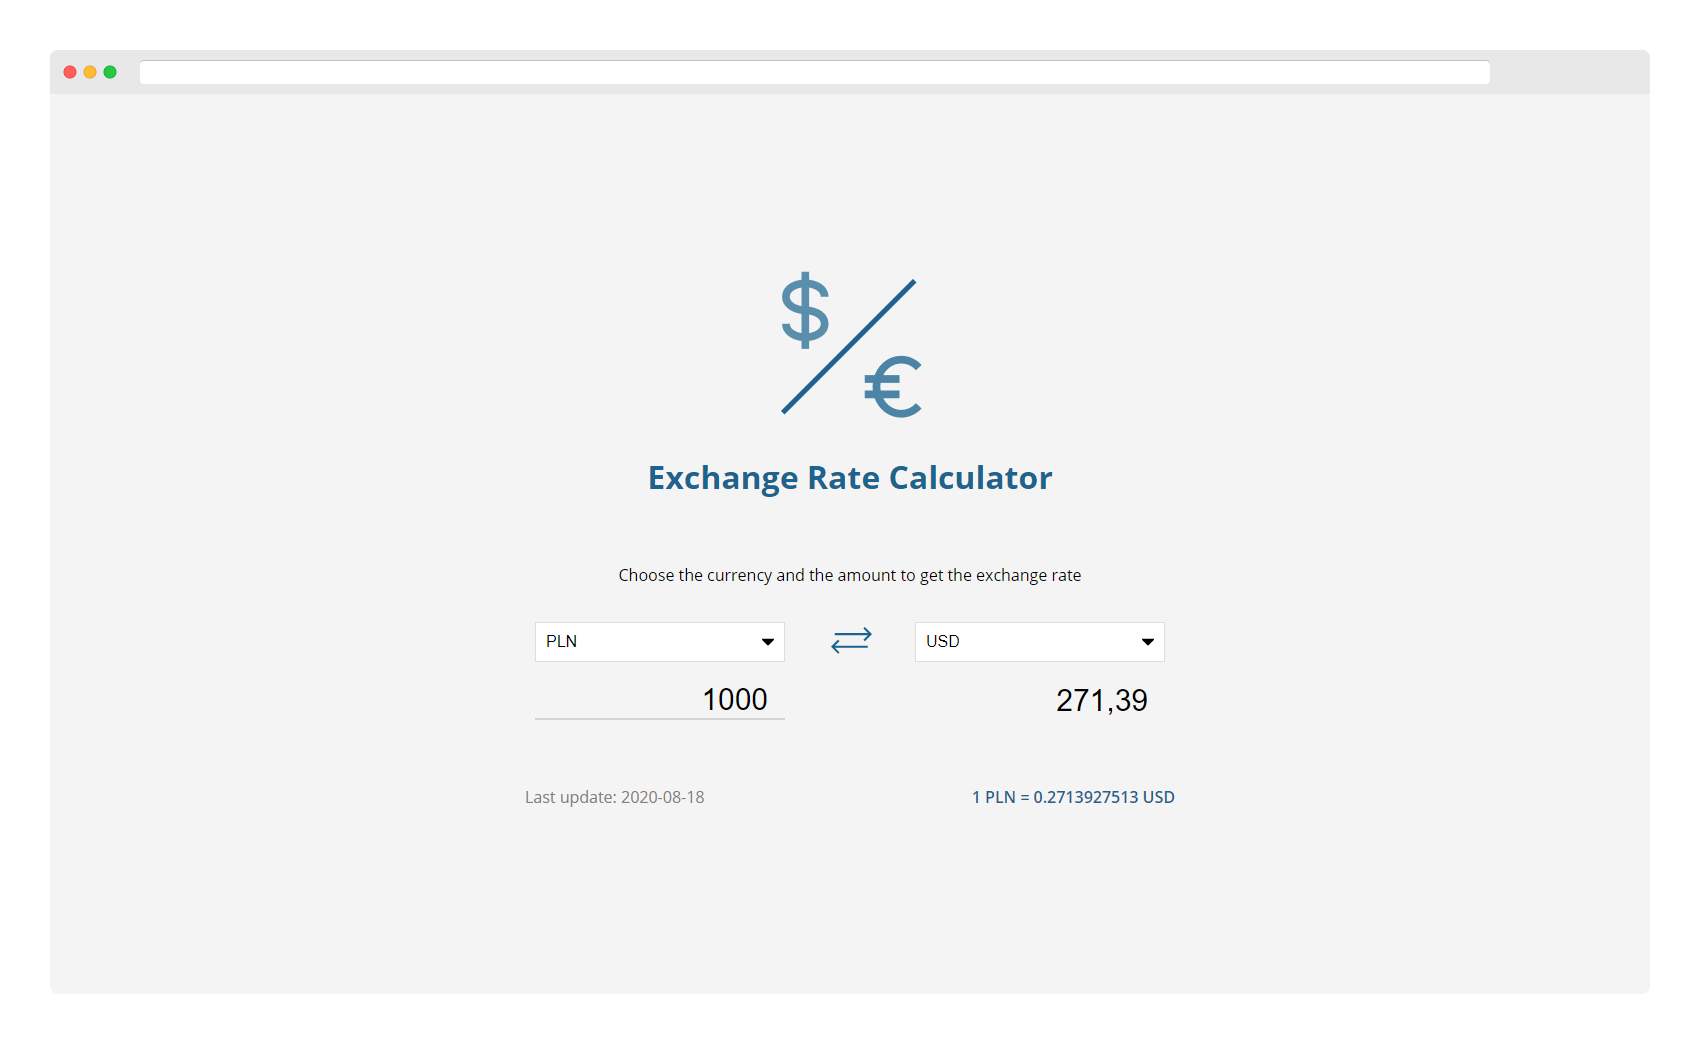 $
€
Exchange Rate Calculator
Choose the currency and the amount to get the exchange rate
PLN USD
1000 271,39
Last update: 2020-08-18 1 PLN = 0.2713927513 USD